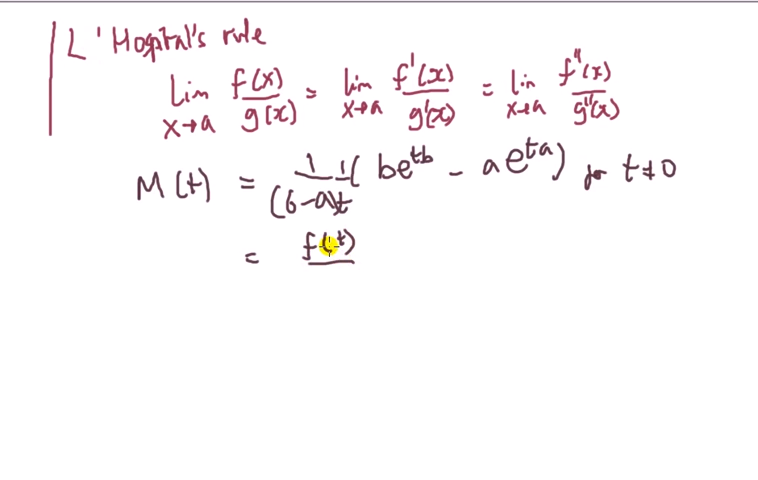 L'Hospital's rule
lim x→a f(x)/g(x) = lim x→a f'(x)/g'(x) = lim x→a f''(x)/g''(x)
M(t) = 1/((b-a)t) (be^tb - ae^ta) for t≠0
= f(t)